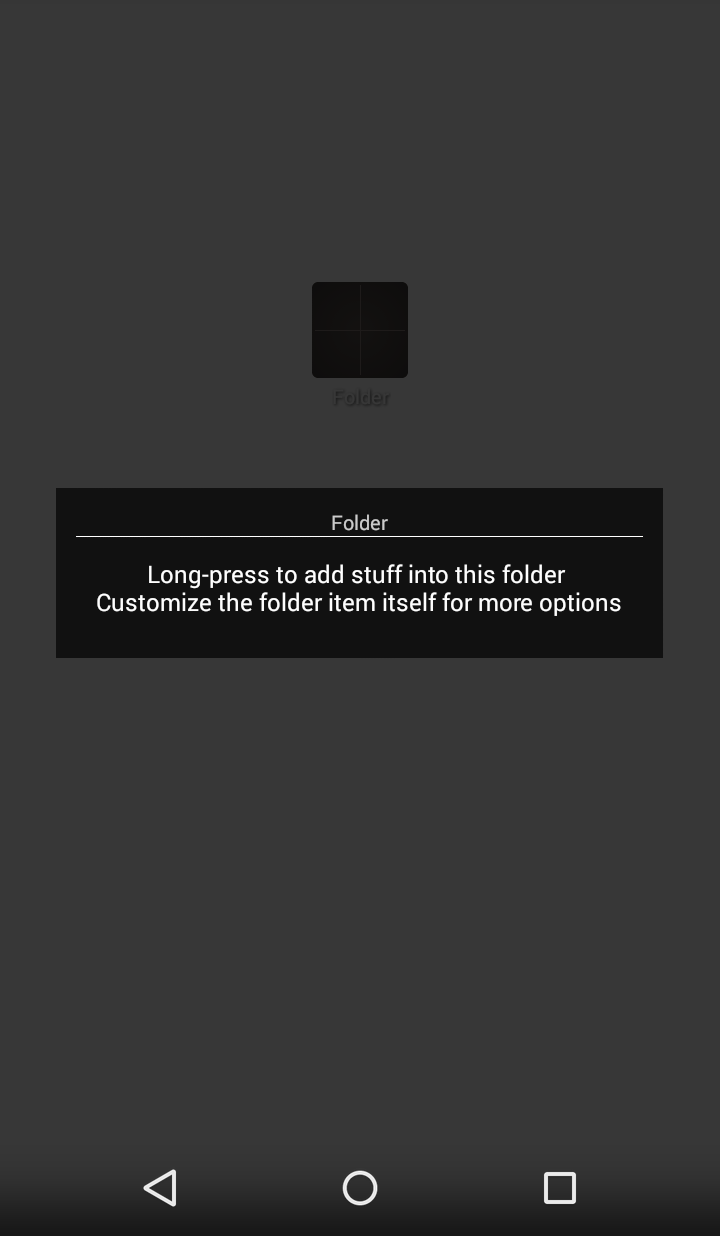 Folder
Folder
Long-press to add stuff into this folder
Customize the folder item itself for more options